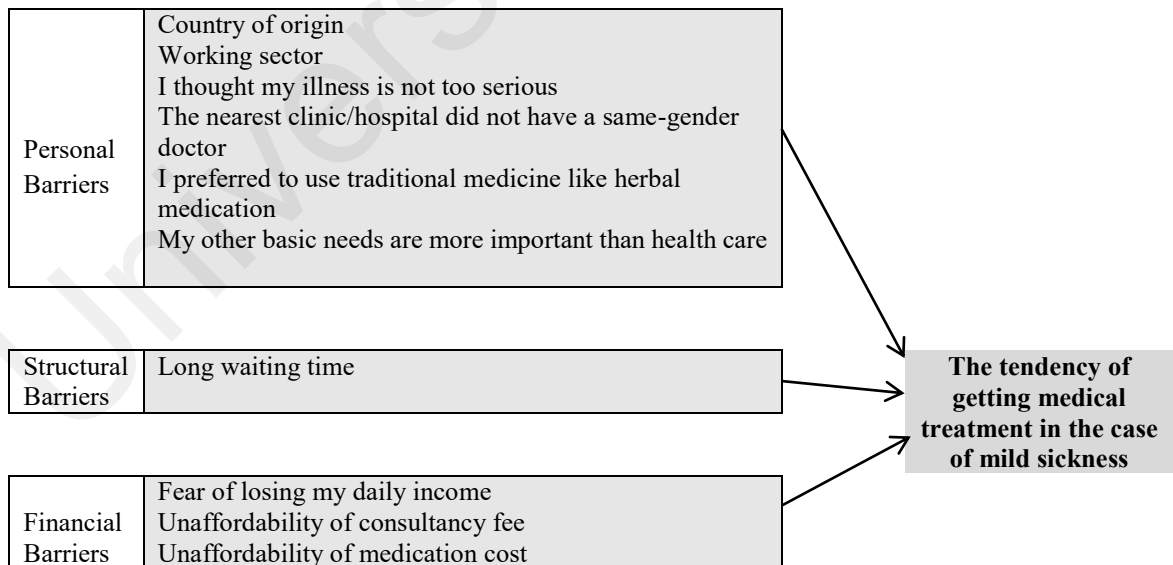 Country of origin
Working sector
I thought my illness is not too serious
The nearest clinic/hospital did not have a same-gender
doctor
I preferred to use traditional medicine like herbal
medication
My other basic needs are more important than health care
Personal
Barriers
Structural
Barriers
Long waiting time
Financial
Barriers
Fear of losing my daily income
Unaffordability of consultancy fee
Unaffordability of medication cost
The tendency of
getting medical
treatment in the case
of mild sickness
Univers